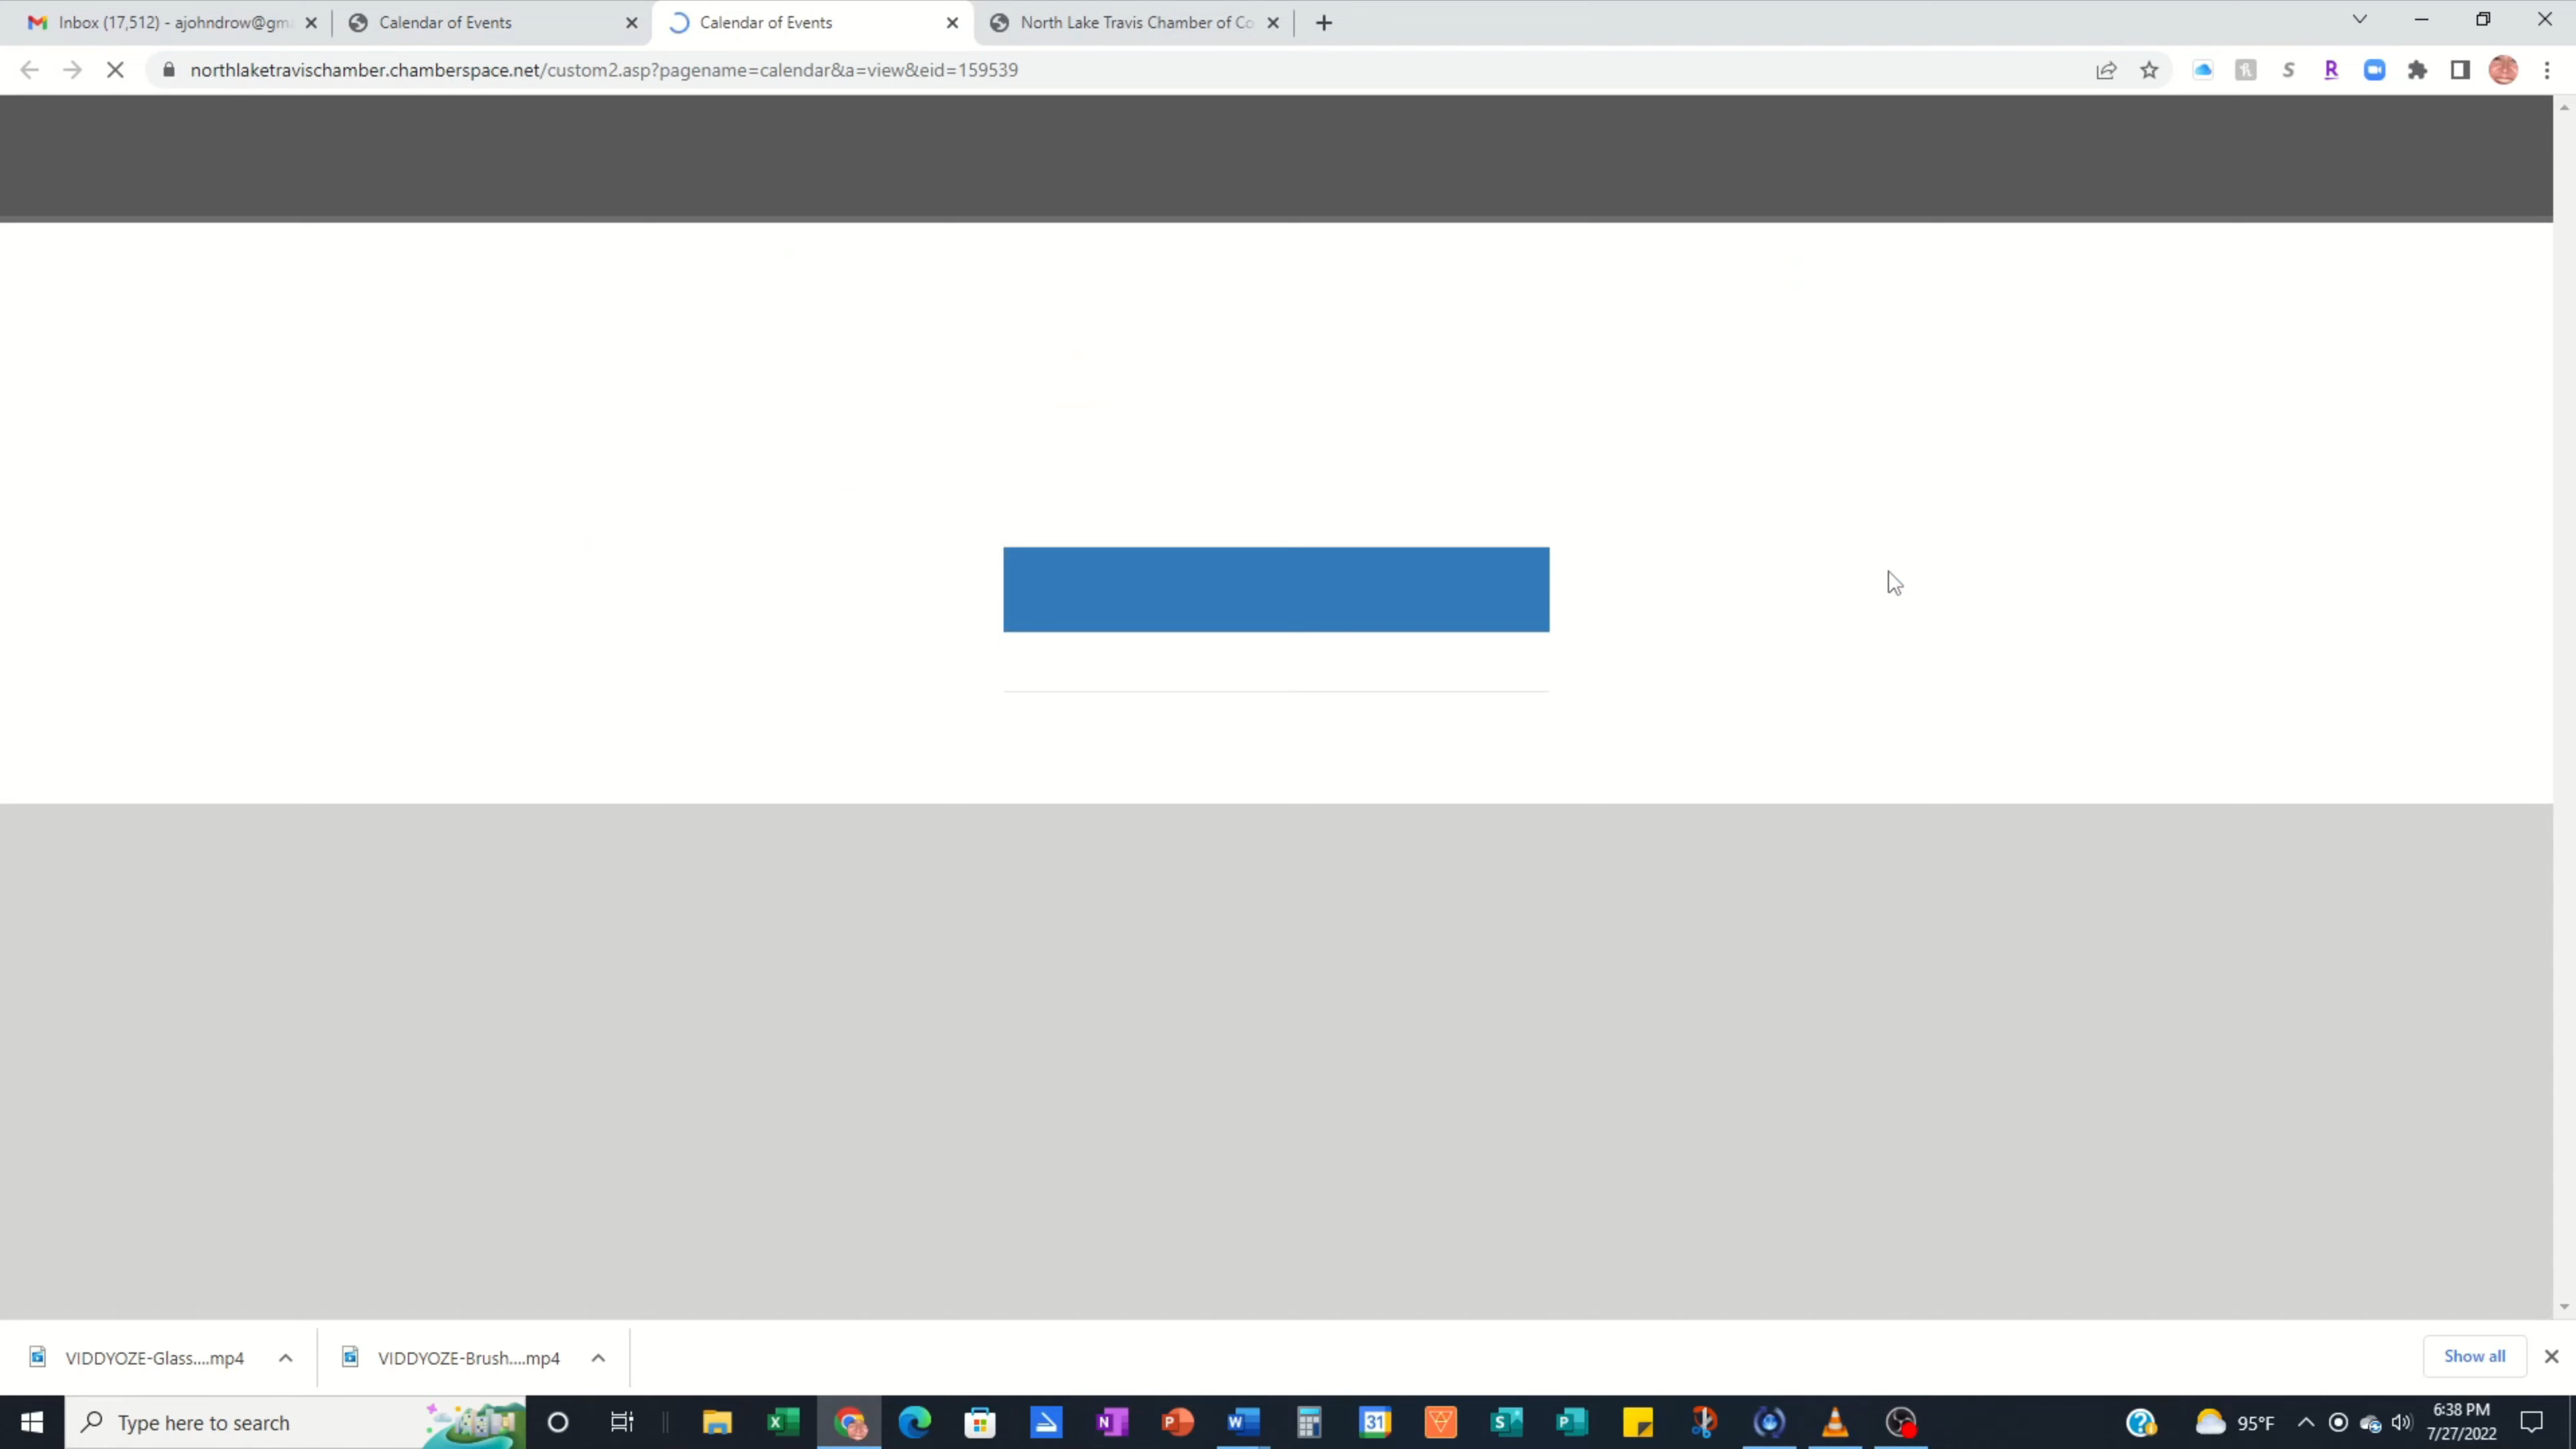 Inbox (17,512) - ajohndrow@gm
Calendar of Events
Calendar of Events
North Lake Travis Chamber of Co
northlaketravischamber.chamberspace.net/custom2.asp?pagename=calendar&a=view&eid=159539
VIDDYOZE-Glass....mp4
VIDDYOZE-Brush....mp4
Show all
Type here to search
31
95°F
6:38 PM
7/27/2022